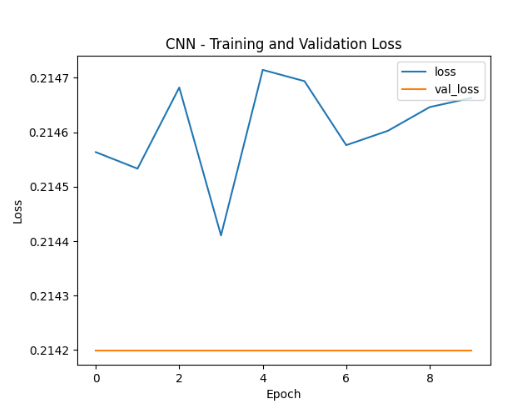 CNN - Training and Validation Loss
loss
val_loss
0.2147
0.2146
0.2145
0.2144
0.2143
0.2142
Loss
0 2 4 6 8
Epoch